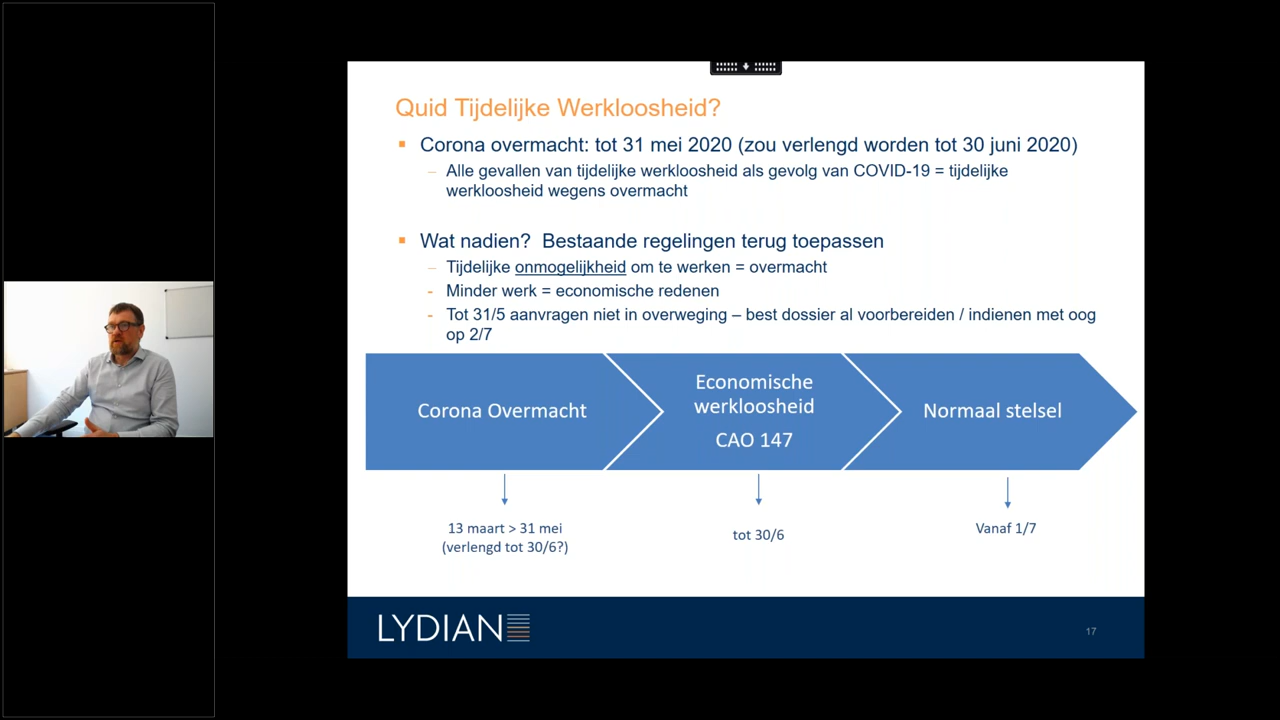 Quid Tijdelijke Werkloosheid?
Corona overmacht: tot 31 mei 2020 (zou verlengd worden tot 30 juni 2020)
Alle gevallen van tijdelijke werkloosheid als gevolg van COVID-19 = tijdelijke
werkloosheid wegens overmacht
Wat nadien? Bestaande regelingen terug toepassen
Tijdelijke onmogelijkheid om te werken = overmacht
Minder werk = economische redenen
Tot 31/5 aanvragen niet in overweging – best dossier al voorbereiden / indienen met oog
op 2/7
Corona Overmacht
Economische
werkloosheid
CAO 147
Normaal stelsel
13 maart > 31 mei
(verlengd tot 30/6?)
tot 30/6
Vanaf 1/7
LYDIAN
17